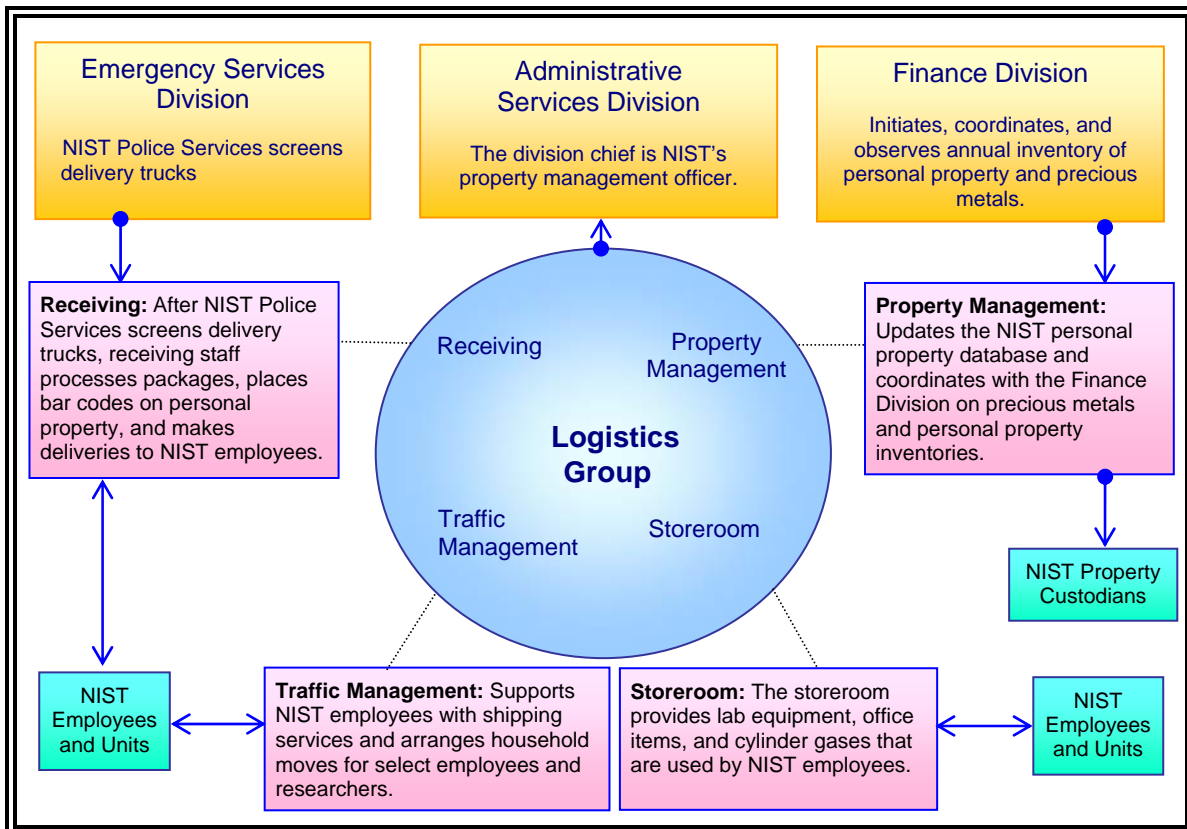 Emergency Services
Division
NIST Police Services screens
delivery trucks
Administrative
Services Division
The division chief is NIST's
property management officer.
Finance Division
Initiates, coordinates, and
observes annual inventory of
personal property and precious
metals.
Receiving: After NIST Police
Services screens delivery
trucks, receiving staff
processes packages, places
bar codes on personal
property, and makes
deliveries to NIST employees.
Receiving
Property
Management
Logistics
Group
Traffic
Management
Storeroom
Property Management:
Updates the NIST personal
property database and
coordinates with the Finance
Division on precious metals
and personal property
inventories.
NIST Property
Custodians
NIST
Employees
and Units
Traffic Management: Supports
NIST employees with shipping
services and arranges household
moves for select employees and
researchers.
Storeroom: The storeroom
provides lab equipment, office
items, and cylinder gases that
are used by NIST employees.
NIST
Employees
and Units